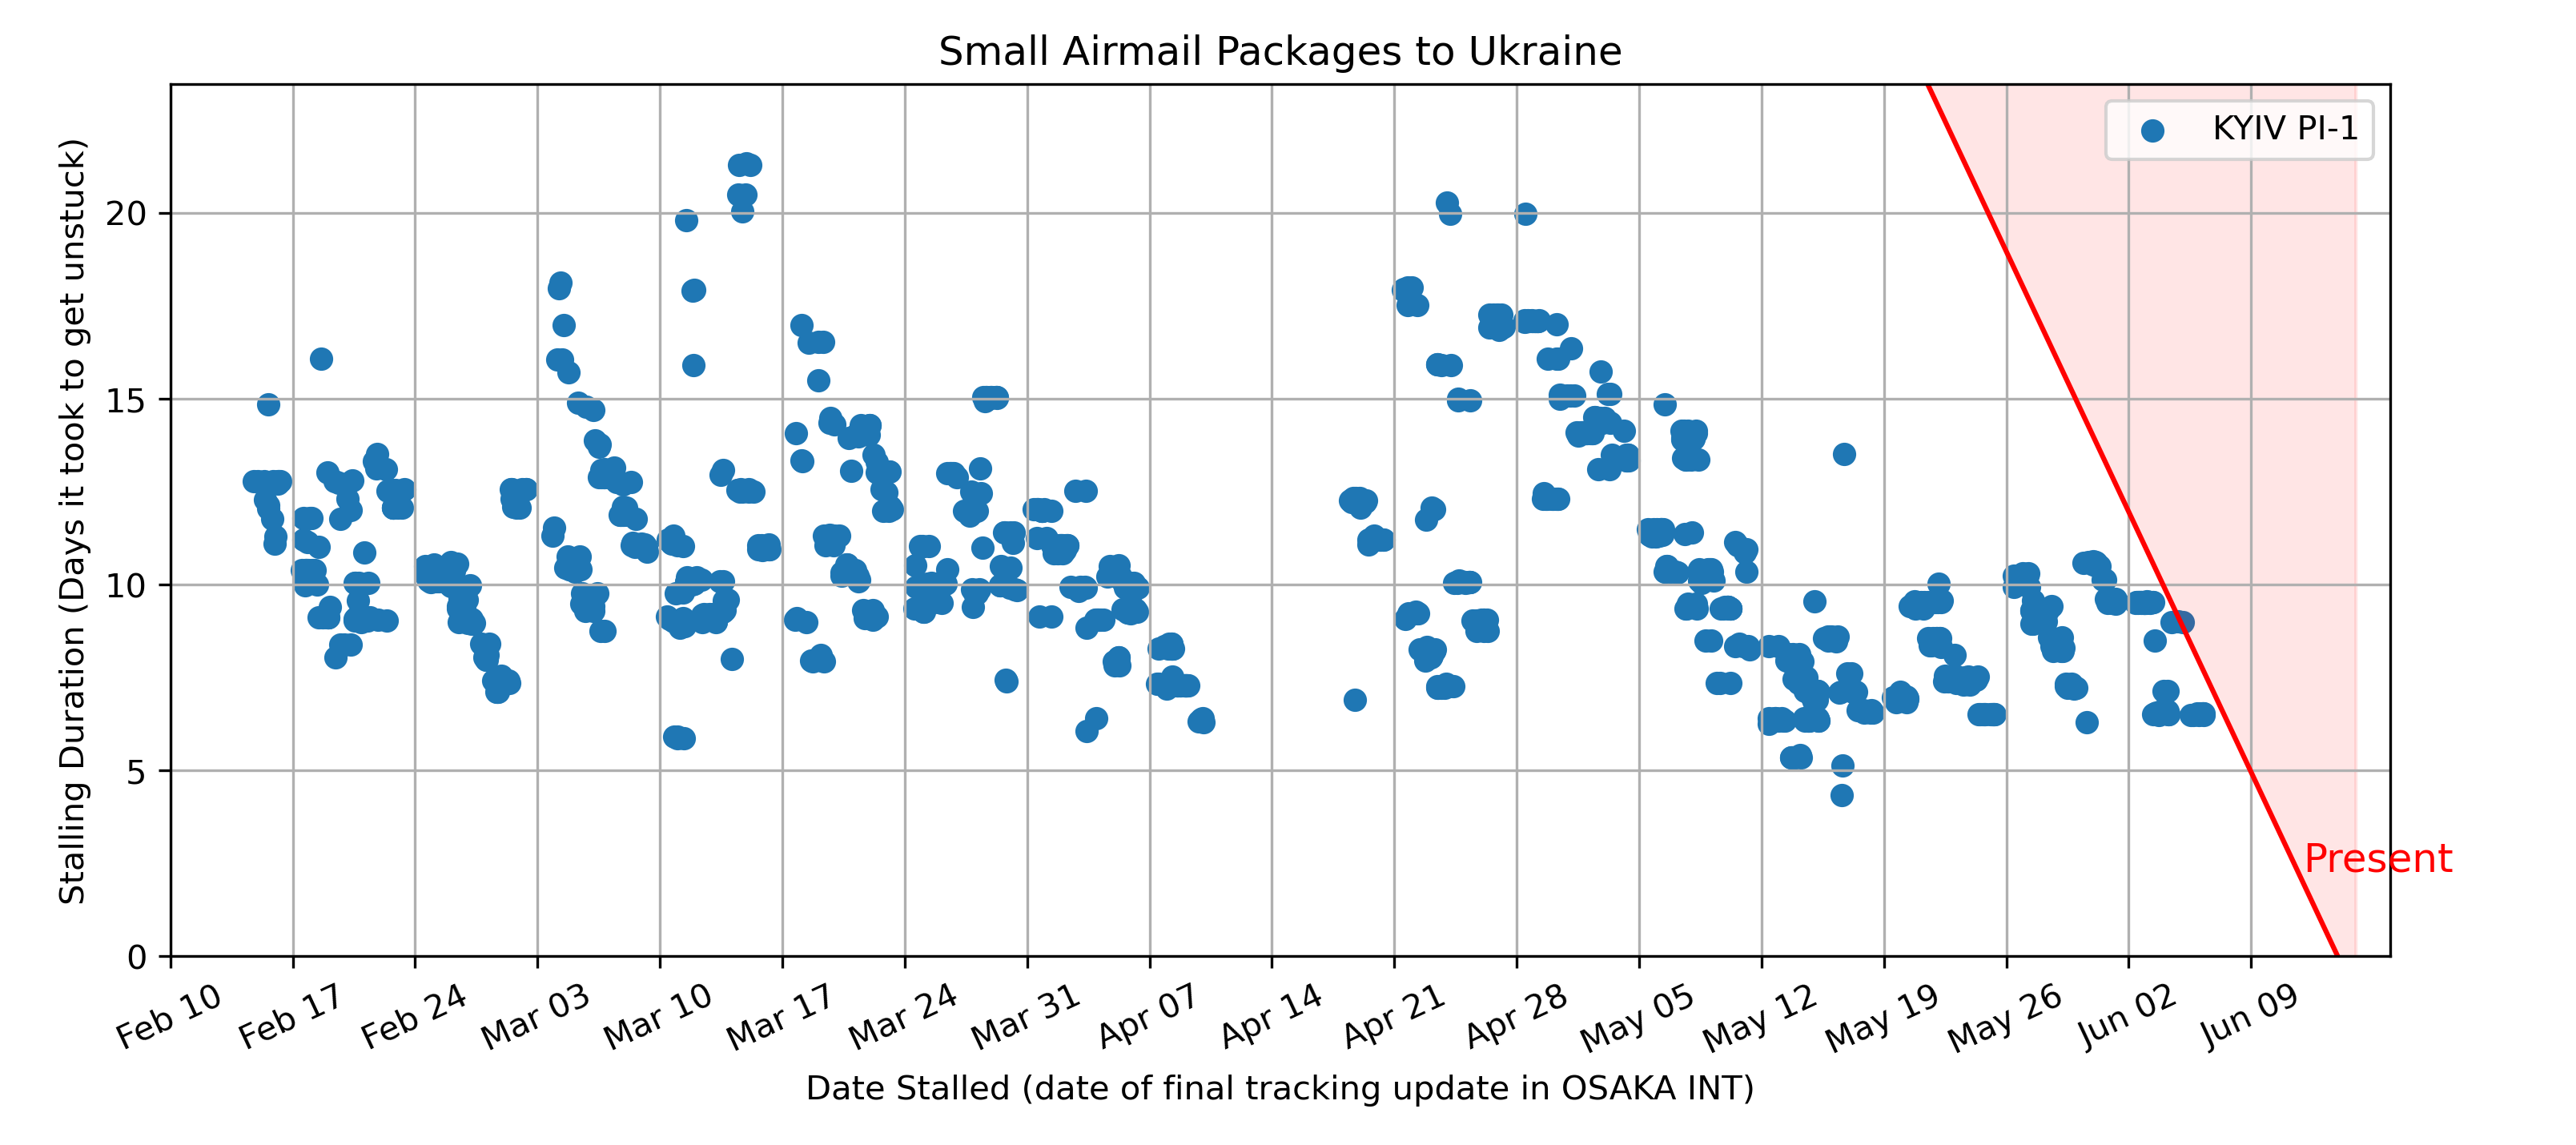 Small Airmail Packages to Ukraine
KYIV PI-1
Stalling Duration (Days it took to get unstuck)
20
15
10
5
0
Present
Feb 10 Feb 17 Feb 24 Mar 03 Mar 10 Mar 17 Mar 24 Mar 31 Apr 07 Apr 14 Apr 21 Apr 28 May 05 May 12 May 19 May 26 Jun 02 Jun 09
Date Stalled (date of final tracking update in OSAKA INT)